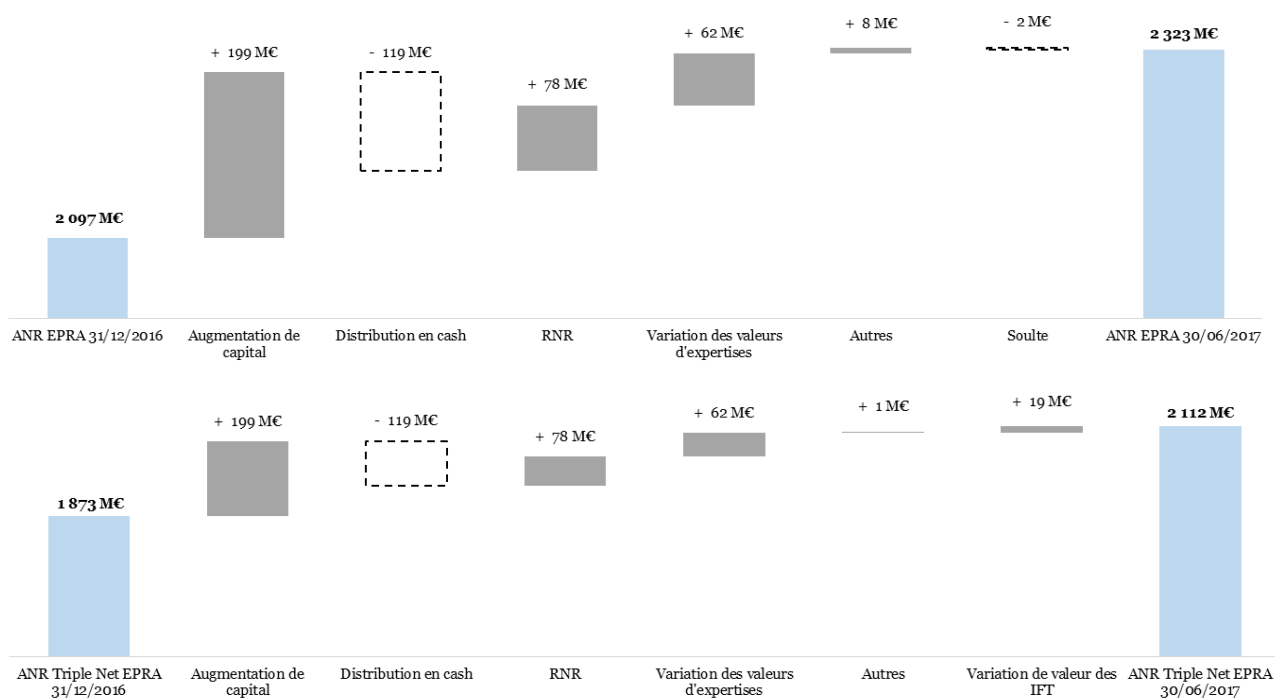 + 199 M€
- 119 M€
+ 78 M€
+ 62 M€
+ 8 M€
- 2 M€
2 323 M€
2 097 M€
ANR EPRA 31/12/2016
Augmentation de
capital
Distribution en cash
RNR
Variation des valeurs
d'expertises
Autres
Soulte
ANR EPRA 30/06/2017
+ 199 M€
- 119 M€
+ 78 M€
+ 62 M€
+ 1 M€
+ 19 M€
2 112 M€
1 873 M€
ANR Triple Net EPRA
31/12/2016
Augmentation de
capital
Distribution en cash
RNR
Variation des valeurs
d'expertises
Autres
Variation de valeur des
IFT
ANR Triple Net EPRA
30/06/2017